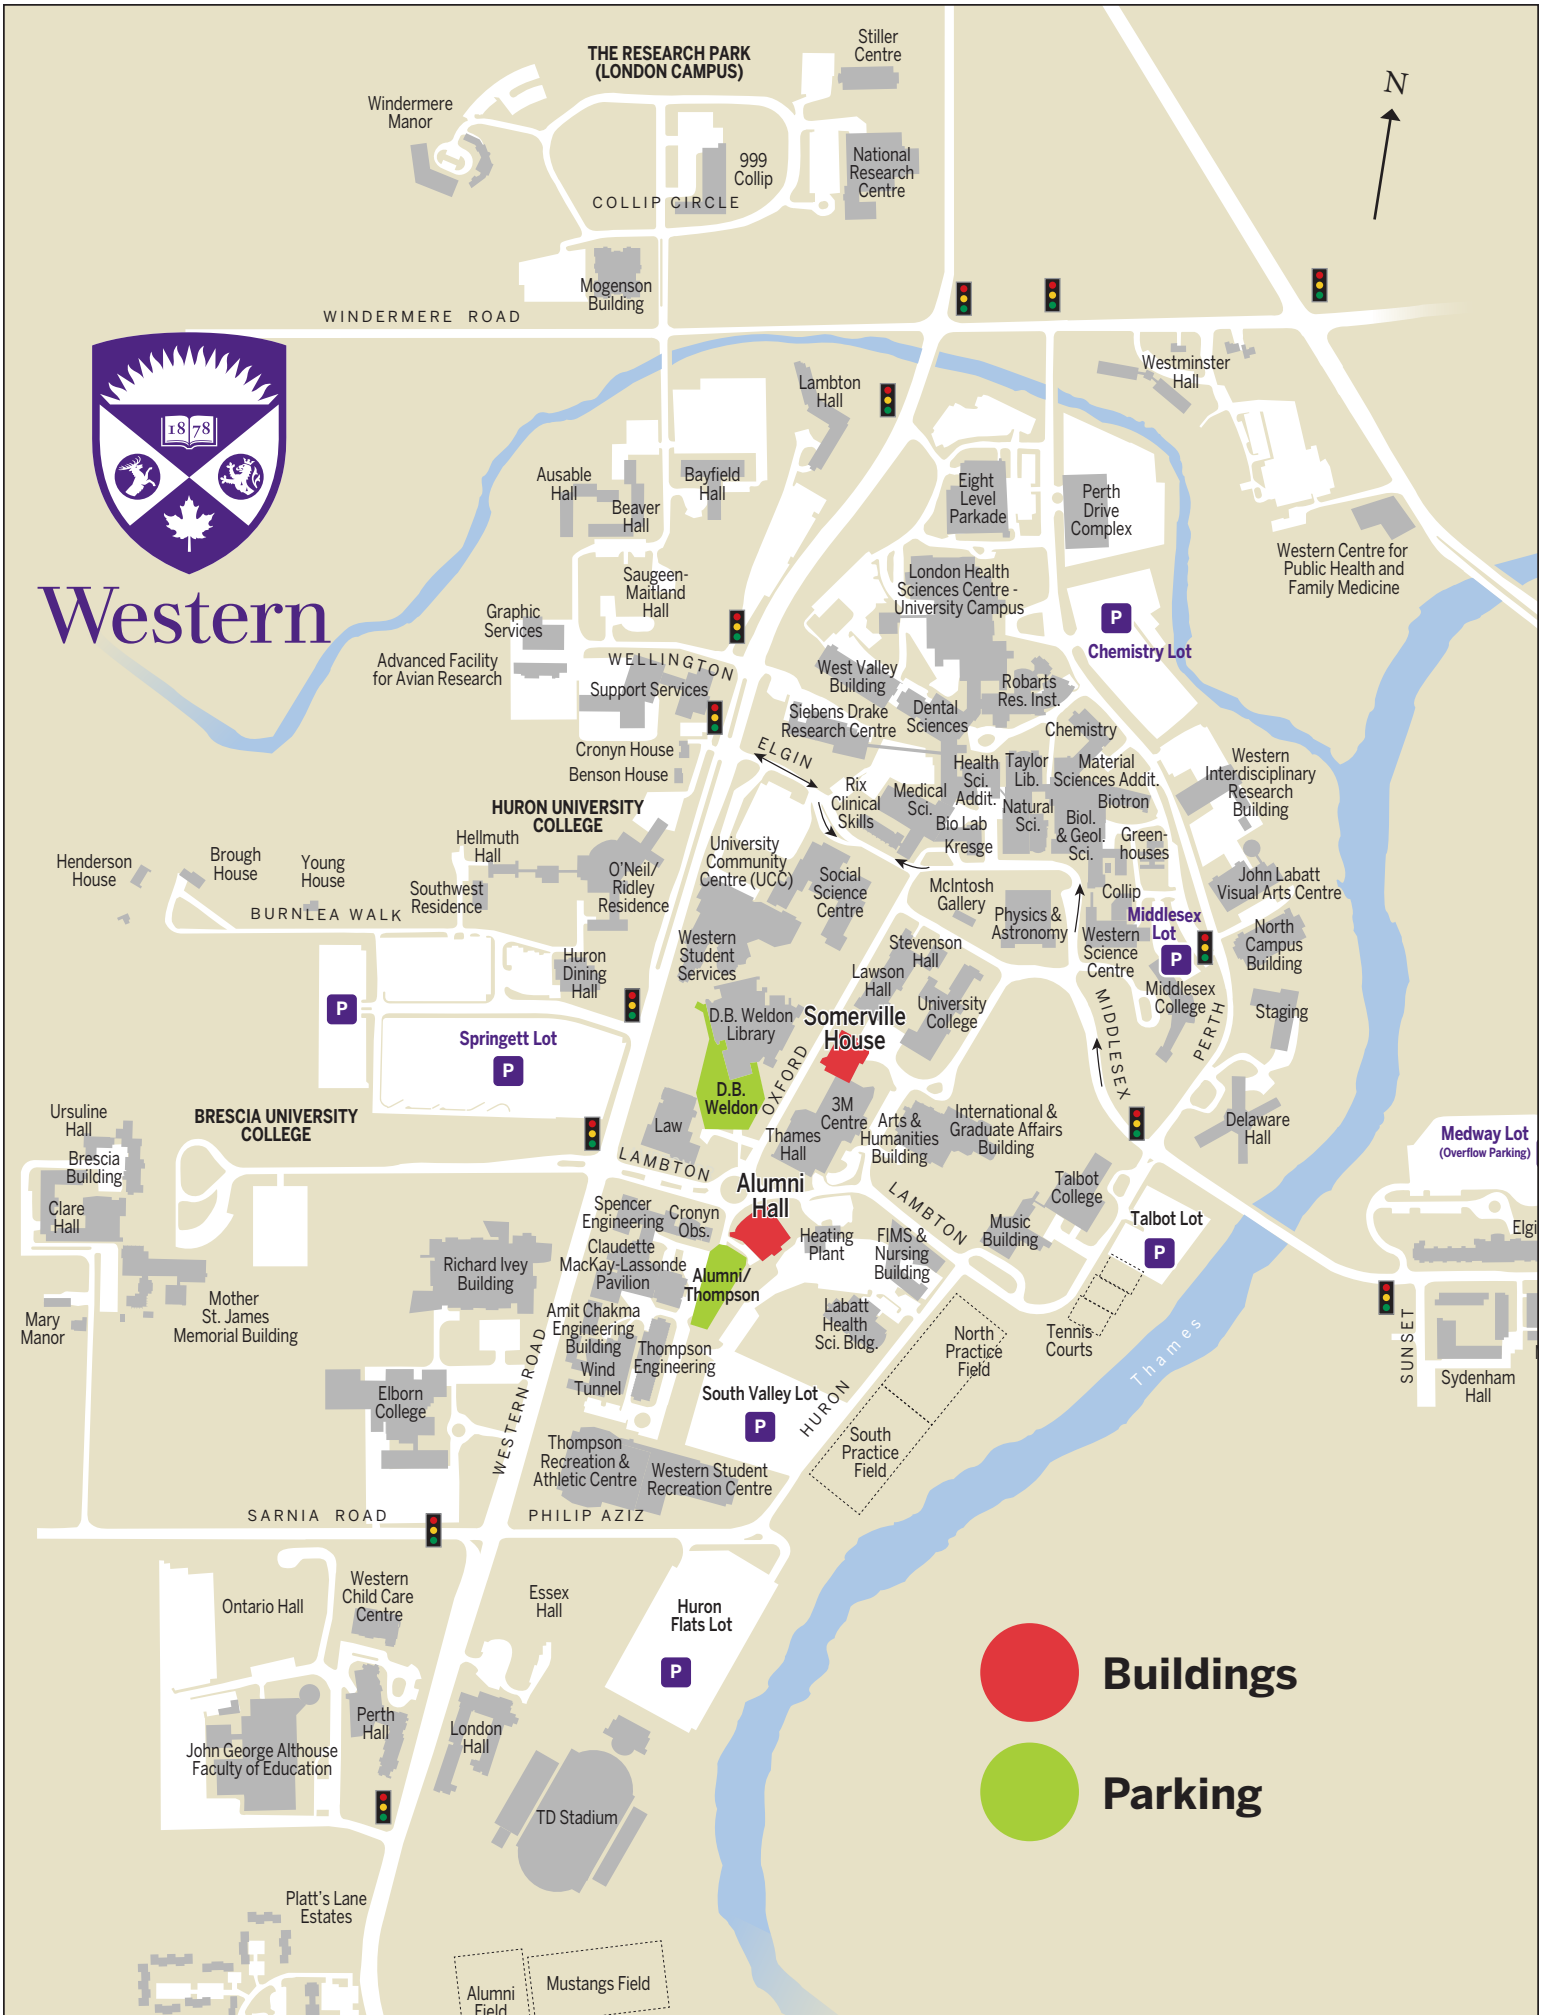 THE RESEARCH PARK
(LONDON CAMPUS)
Stiller
Centre
N
Windermere
Manor
999
Collip
National
Research
Centre
COLLIP CIRCLE
Mogenson
Building
WINDERMERE ROAD
Westminster
Hall
Lambton
Hall
18 78
Western
Ausable
Hall
Beaver
Hall
Bayfield
Hall
Eight
Level
Parkade
Perth
Drive
Complex
Western Centre for
Public Health and
Family Medicine
Saugeen-
Maitland
Hall
London Health
Sciences Centre -
University Campus
P
Chemistry Lot
Graphic
Services
Advanced Facility
for Avian Research
WELLINGTON
Support Services
West Valley
Building
Robarts
Res. Inst.
Siebens Drake
Research Centre
Dental
Sciences
Chemistry
Cronyn House
Benson House
ELGIN
Rix
Clinical
Skills
Medical
Sci.
Health
Sci.
Addit.
Taylor
Lib.
Material
Sciences Addit.
Biotron
Natural
Sci.
Biol.
& Geol.
Sci.
Green-
houses
Bio Lab
Kresge
Western
Interdisciplinary
Research
Building
HURON UNIVERSITY
COLLEGE
Hellmuth
Hall
O'Neil/
Ridley
Residence
Southwest
Residence
Henderson
House
Brough
House
Young
House
BURNLEA WALK
University
Community
Centre (UCC)
Social
Science
Centre
McIntosh
Gallery
Physics &
Astronomy
Collip
John Labatt
Visual Arts Centre
Middlesex
Lot
P
Western
Science
Centre
North
Campus
Building
Western
Student
Services
Stevenson
Hall
Lawson
Hall
University
College
Huron
Dining
Hall
Middlesex
College
Staging
P
Springett Lot
P
D.B. Weldon
Library
Somerville
House
MIDDLESEX
PERTH
D.B.
Weldon
OXFORD
3M
Centre
Thames
Hall
Arts &
Humanities
Building
International &
Graduate Affairs
Building
Delaware
Hall
Medway Lot
(Overflow Parking)
Ursuline
Hall
Brescia
Building
Clare
Hall
BRESCIA UNIVERSITY
COLLEGE
Law
LAMBTON
Alumni
Hall
Talbot
College
LAMBTON
Talbot Lot
P
Music
Building
Spencer
Engineering
Cronyn
Obs.
Heating
Plant
FIMS &
Nursing
Building
Elgi
Claudette
MacKay-Lassonde
Pavilion
Alumni/
Thompson
Richard Ivey
Building
Mother
St. James
Memorial Building
Mary
Manor
Amit Chakma
Engineering
Building
Thompson
Engineering
Wind
Tunnel
Labatt
Health
Sci. Bldg.
North
Practice
Field
Tennis
Courts
Thames
SUNSET
Sydenham
Hall
Elborn
College
WESTERN ROAD
South Valley Lot
P
HURON
South
Practice
Field
Thompson
Recreation &
Athletic Centre
Western Student
Recreation Centre
SARNIA ROAD
PHILIP AZIZ
Ontario Hall
Western
Child Care
Centre
Essex
Hall
Huron
Flats Lot
P
Buildings
Perth
Hall
London
Hall
John George Althouse
Faculty of Education
Parking
TD Stadium
Platt's Lane
Estates
Alumni
Field
Mustangs Field